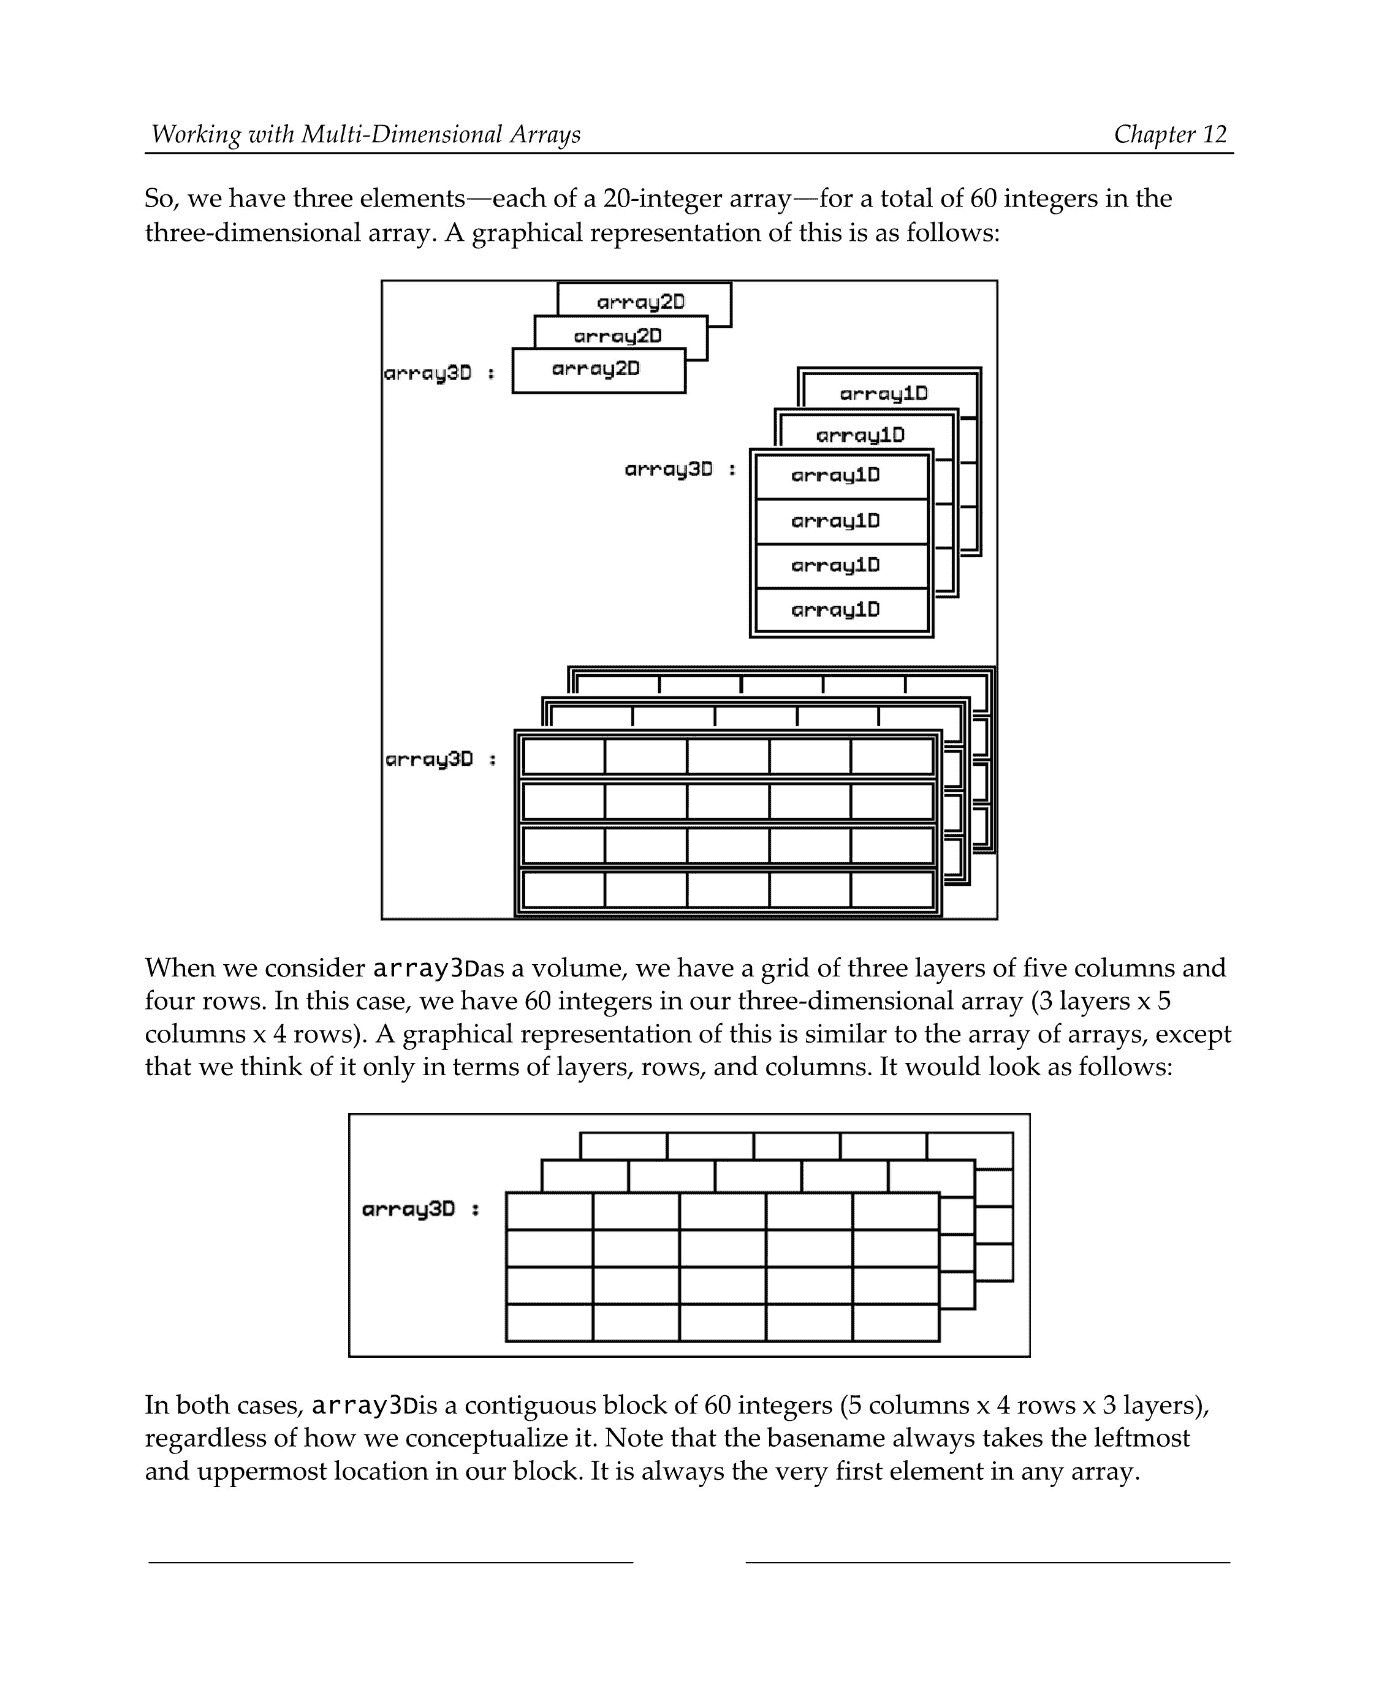 Working with Multi-Dimensional Arrays Chapter 12
So, we have three elements—each of a 20-integer array—for a total of 60 integers in the
three-dimensional array. A graphical representation of this is as follows:
array2D
array2D
array3D : array2D
array1D
array1D
array3D : array1D
array1D
array1D
array1D
array3D :
When we consider array3Das a volume, we have a grid of three layers of five columns and
four rows. In this case, we have 60 integers in our three-dimensional array (3 layers x 5
columns x 4 rows). A graphical representation of this is similar to the array of arrays, except
that we think of it only in terms of layers, rows, and columns. It would look as follows:
array3D :
In both cases, array3Dis a contiguous block of 60 integers (5 columns x 4 rows x 3 layers),
regardless of how we conceptualize it. Note that the basename always takes the leftmost
and uppermost location in our block. It is always the very first element in any array.